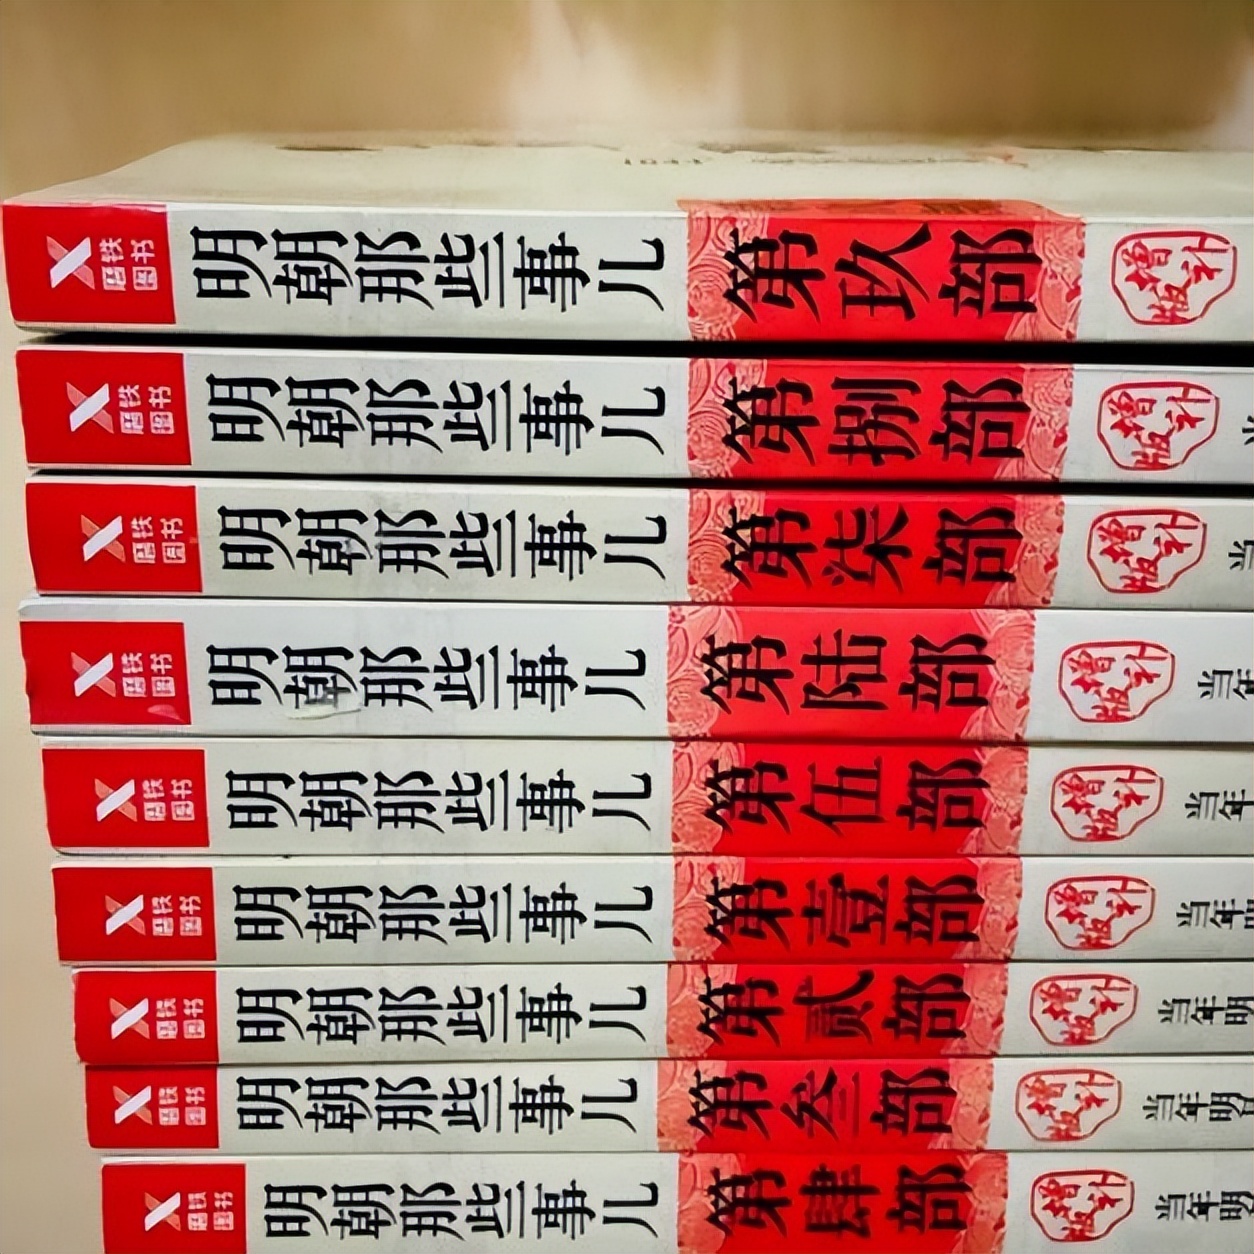 磨铁图书 明朝那些事儿 第玖部 增补版
磨铁图书 明朝那些事儿 第捌部 增补版 当
磨铁图书 明朝那些事儿 第柒部 增补版 当
磨铁图书 明朝那些事儿 第陆部 增补版 当年
磨铁图书 明朝那些事儿 第伍部 增补版 当年
磨铁图书 明朝那些事儿 第壹部 增补版 当年明
磨铁图书 明朝那些事儿 第贰部 增补版 当年明
磨铁图书 明朝那些事儿 第叁部 增补版 当年明月
磨铁图书 明朝那些事儿 第肆部 增补版 当年明